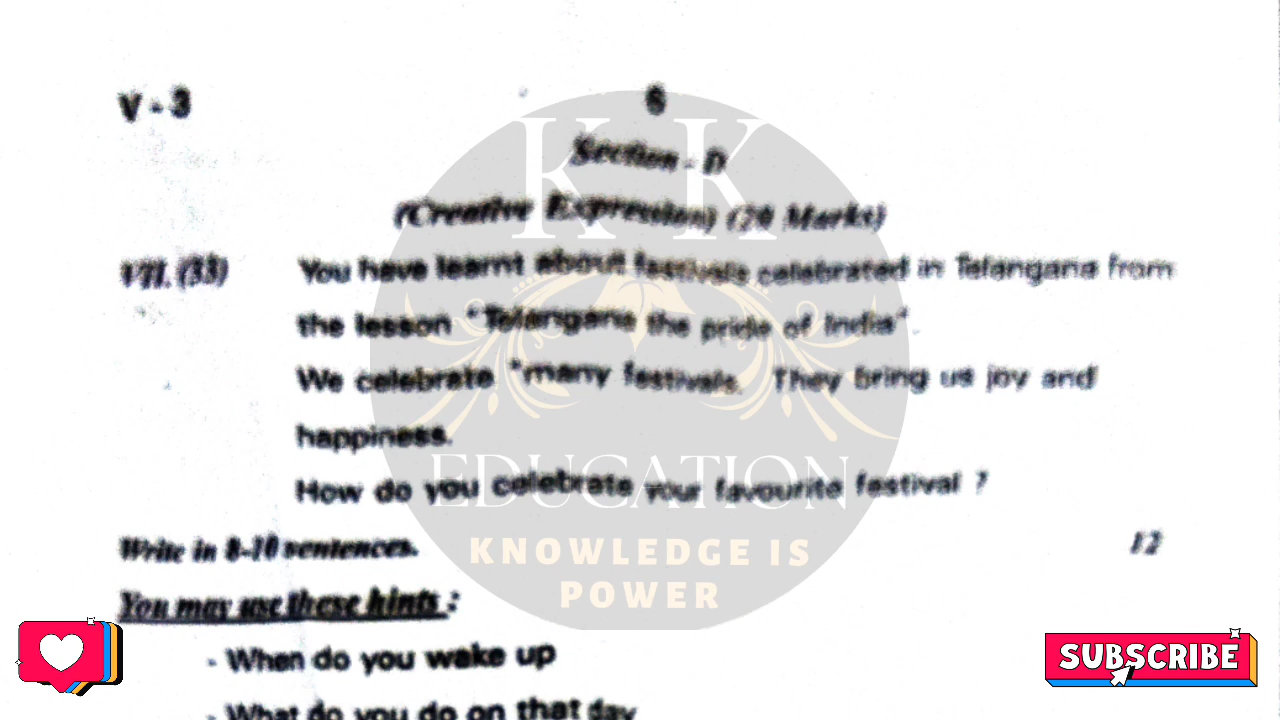 V - 3
6
Section - D
(Creative Expression) (20 Marks)
VII. (33) You have learnt about festivals celebrated in Telangana from
the lesson "Telangana the pride of India".
We celebrate "many festivals. They bring us joy and
happiness.
How do you celebrate your favourite festival ?
Write in 8-10 sentences. 12
You may use these hints :
- When do you wake up
- What do you do on that day
K K
EDUCATION
KNOWLEDGE IS
POWER
SUBSCRIBE